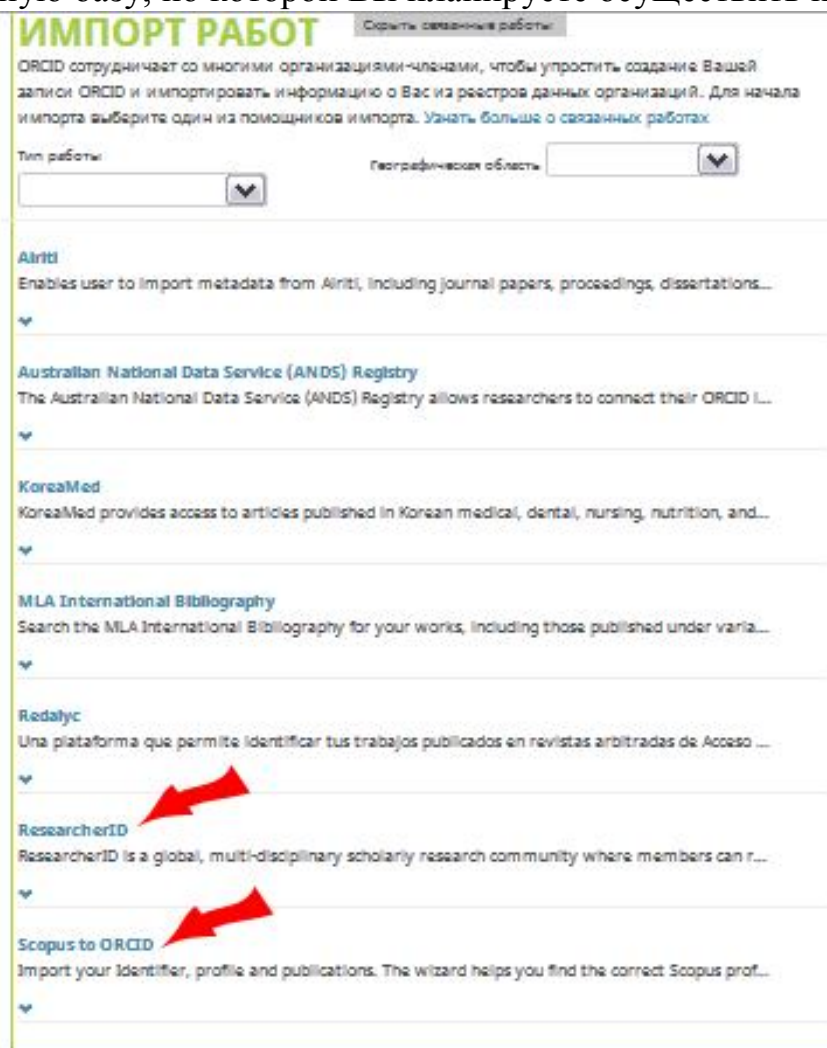 ную базу, по которой Вы планируете осуществить
ИМПОРТ РАБОТ Скрыть связанные работы
ORCID сотрудничает со многими организациями-членами, чтобы упростить создание Вашей
записи ORCID и импортировать информацию о Вас из реестров данных организаций. Для начала
импорта выберите один из помощников импорта. Узнать больше о связанных работах
Тип работы
Географическая область
Airiti
Enables user to import metadata from Airiti, including journal papers, proceedings, dissertations...
Australian National Data Service (ANDS) Registry
The Australian National Data Service (ANDS) Registry allows researchers to connect their ORCID i...
KoreaMed
KoreaMed provides access to articles published in Korean medical, dental, nursing, nutrition, and...
MLA International Bibliography
Search the MLA International Bibliography for your works, including those published under varia...
Redalyc
Una plataforma que permite identificar tus trabajos publicados en revistas arbitradas de Acceso ...
ResearcherID
ResearcherID is a global, multi-disciplinary scholarly research community where members can r...
Scopus to ORCID
Import your Identifier, profile and publications. The wizard helps you find the correct Scopus prof...